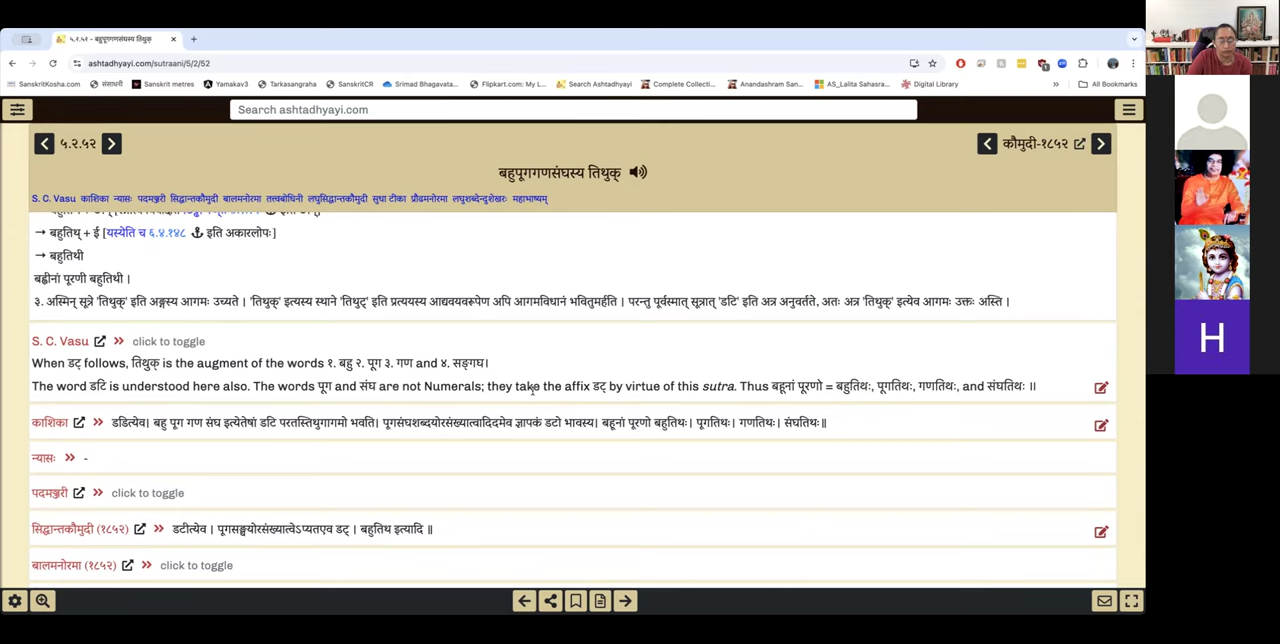 ५.२.५२ - बहुपूगगणसंघस्य तिथुक्
ashtadhyayi.com/sutraani/5/2/52
SanskritKosha.com संसाधनी Sanskrit metres Yamakav3 Tarkasangraha SanskritCR Srimad Bhagavata... Flipkart.com: My L... Search Ashtadhyayi Complete Collecti... Anandashram San... AS_Lalita Sahasra... Digital Library All Bookmarks
Search ashtadhyayi.com
५.२.५२ कौमुदी-१८५२
बहुपूगगणसंघस्य तिथुक्
S. C. Vasu काशिका न्यासः पदमञ्जरी सिद्धान्तकौमुदी बालमनोरमा तत्त्वबोधिनी लघुसिद्धान्तकौमुदी सुधा टीका प्रौढमनोरमा लघुशब्देन्दुशेखरः महाभाष्यम्
→ बहुतिथ् + ई [यस्येति च ६.४.१४८ इति अकारलोपः]
→ बहुतिथी
बह्वीनां पूरणी बहुतिथी ।
३. अस्मिन् सूत्रे 'तिथुक्' इति अङ्गस्य आगमः उच्यते । 'तिथुक्' इत्यस्य स्थाने 'तिथुट्' इति प्रत्ययस्य आद्यवयवरूपेण अपि आगमविधानं भवितुमर्हति । परन्तु पूर्वस्मात् सूत्रात् 'डटि' इति अत्र अनुवर्तते, अतः अत्र 'तिथुक्' इत्येव आगमः उक्तः अस्ति ।
S. C. Vasu click to toggle
When डट् follows, तिथुक् is the augment of the words १. बहु २. पूग ३. गण and ४. सङ्गघ।
The word डटि is understood here also. The words पूग and संघ are not Numerals; they take the affix डट् by virtue of this sutra. Thus बहूनां पूरणो = बहुतिथः, पूगतिथः, गणतिथः, and संघतिथः ॥
काशिका डडित्येव। बहु पूग गण संघ इत्येतेषां डटि परतस्तिथुगागमो भवति। पूगसंघशब्दयोरसंख्यात्वादिदमेव ज्ञापकं डटो भावस्य। बहूनां पूरणो बहुतिथः। पूगतिथः। गणतिथः। संघतिथः॥
न्यासः -
पदमञ्जरी click to toggle
सिद्धान्तकौमुदी (१८५२) डटीत्येव । पूगसङ्घयोरसंख्यात्वेऽप्यतएव डट् । बहुतिथ इत्यादि ॥
बालमनोरमा (१८५२) click to toggle
H